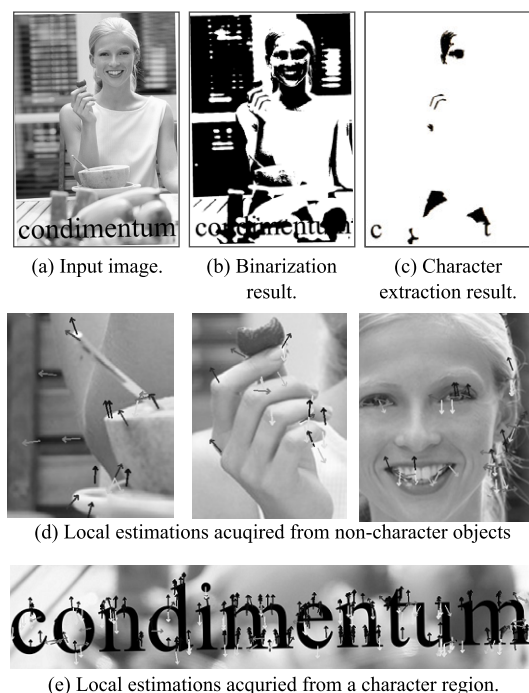 condimentum
condimentum
c t
(a) Input image.
(b) Binarization
result.
(c) Character
extraction result.
(d) Local estimations acuqired from non-character objects
condimentum
(e) Local estimations acquried from a character region.